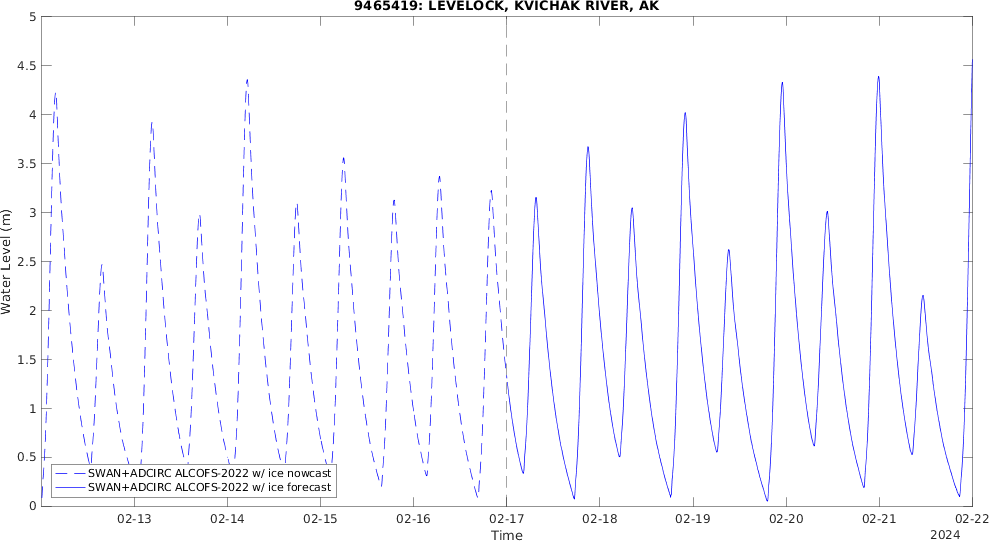 9465419: LEVELOCK, KVICHAK RIVER, AK
5
4.5
4
3.5
3
2.5
2
1.5
1
0.5
0
Water Level (m)
SWAN+ADCIRC ALCOFS-2022 w/ ice nowcast
SWAN+ADCIRC ALCOFS-2022 w/ ice forecast
02-13 02-14 02-15 02-16 02-17 02-18 02-19 02-20 02-21 02-22
Time
2024